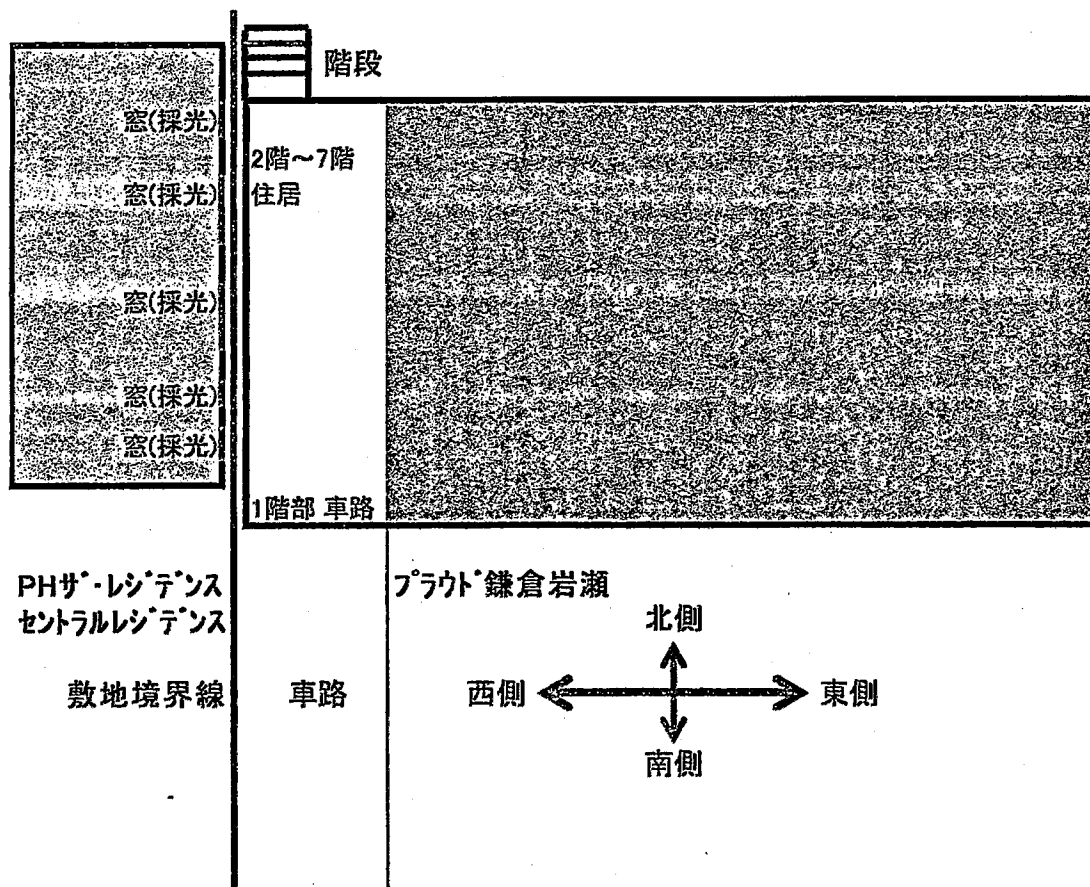 階段
窓(採光)
2階～7階
窓(採光)
住居
窓(採光)
窓(採光)
窓(採光)
1階部 車路
PHｻﾞ･ﾚｼﾞﾃﾞﾝｽ
ｾﾝﾄﾗﾙﾚｼﾞﾃﾞﾝｽ
ﾌﾟﾗｳﾄﾞ鎌倉岩瀬
北側
敷地境界線
車路
西側
東側
南側